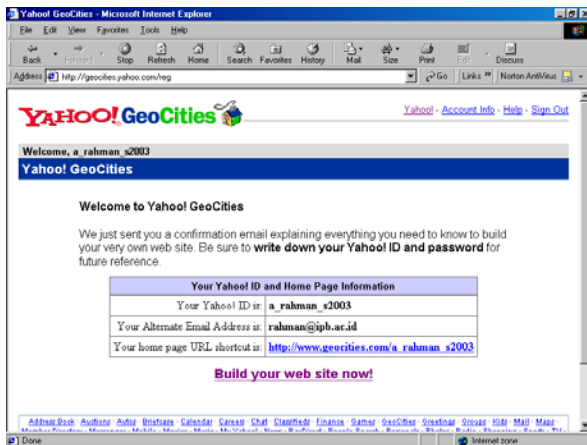 Yahoo! GeoCities - Microsoft Internet Explorer
File Edit View Favorites Tools Help
Back Forward Stop Refresh Home Search Favorites History Mail Size Print Edit Discuss
Address http://geocities.yahoo.com/reg Go Links » Norton AntiVirus
YAHOO! GeoCities
Yahoo! - Account Info - Help - Sign Out
Welcome, a_rahman_s2003
Yahoo! GeoCities
Welcome to Yahoo! GeoCities
We just sent you a confirmation email explaining everything you need to know to build
your very own web site. Be sure to write down your Yahoo! ID and password for
future reference.
Your Yahoo! ID and Home Page Information
Your Yahoo! ID is: a_rahman_s2003
Your Alternate Email Address is: rahman@ipb.ac.id
Your home page URL shortcut is: http://www.geocities.com/a_rahman_s2003
Build your web site now!
Address Book · Auctions · Autos · Briefcase · Calendar · Careers · Chat · Classifieds · Finance · Games · GeoCities · Greetings · Groups · Kids · Mail · Maps ·
Done Internet zone